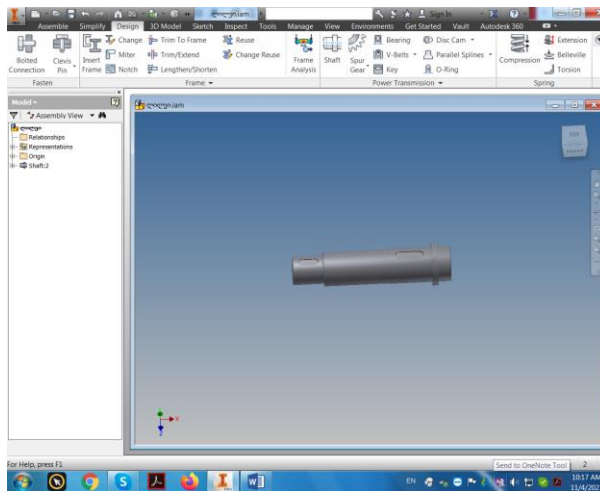 Sign In
Assemble Simplify Design 3D Model Sketch Inspect Tools Manage View Environments Get Started Vault Autodesk 360
Bolted Connection
Clevis Pin
Insert Frame
Change
Miter
Notch
Trim To Frame
Trim/Extend
Lengthen/Shorten
Reuse
Change Reuse
Frame Analysis
Shaft
Spur Gear
Bearing
V-Belts
Key
Disc Cam
Parallel Splines
O-Ring
Compression
Extension
Belleville
Torsion
Fasten Frame Power Transmission Spring
Model
Assembly View
Relationships
Representations
Origin
Shaft:2
X
Z
For Help, press F1
Send to OneNote Tool
2
EN
10:17 AM